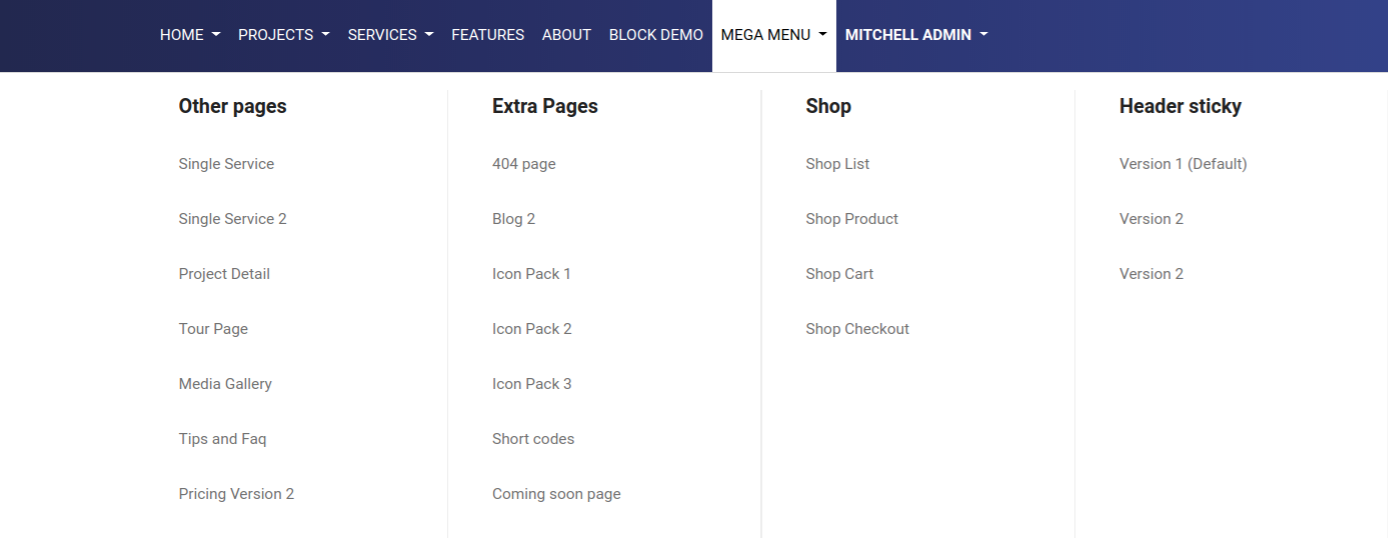 HOME PROJECTS SERVICES FEATURES ABOUT BLOCK DEMO MEGA MENU MITCHELL ADMIN
Other pages
Single Service
Single Service 2
Project Detail
Tour Page
Media Gallery
Tips and Faq
Pricing Version 2
Extra Pages
404 page
Blog 2
Icon Pack 1
Icon Pack 2
Icon Pack 3
Short codes
Coming soon page
Shop
Shop List
Shop Product
Shop Cart
Shop Checkout
Header sticky
Version 1 (Default)
Version 2
Version 2